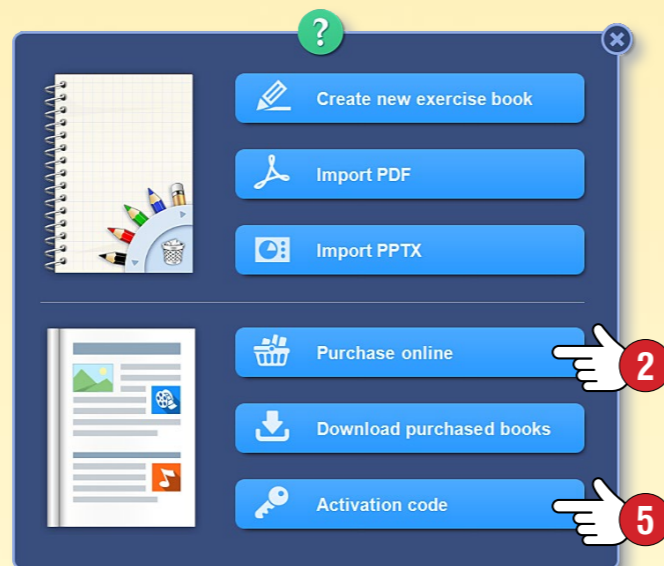 ?
Create new exercise book
Import PDF
Import PPTX
Purchase online
2
Download purchased books
Activation code
5